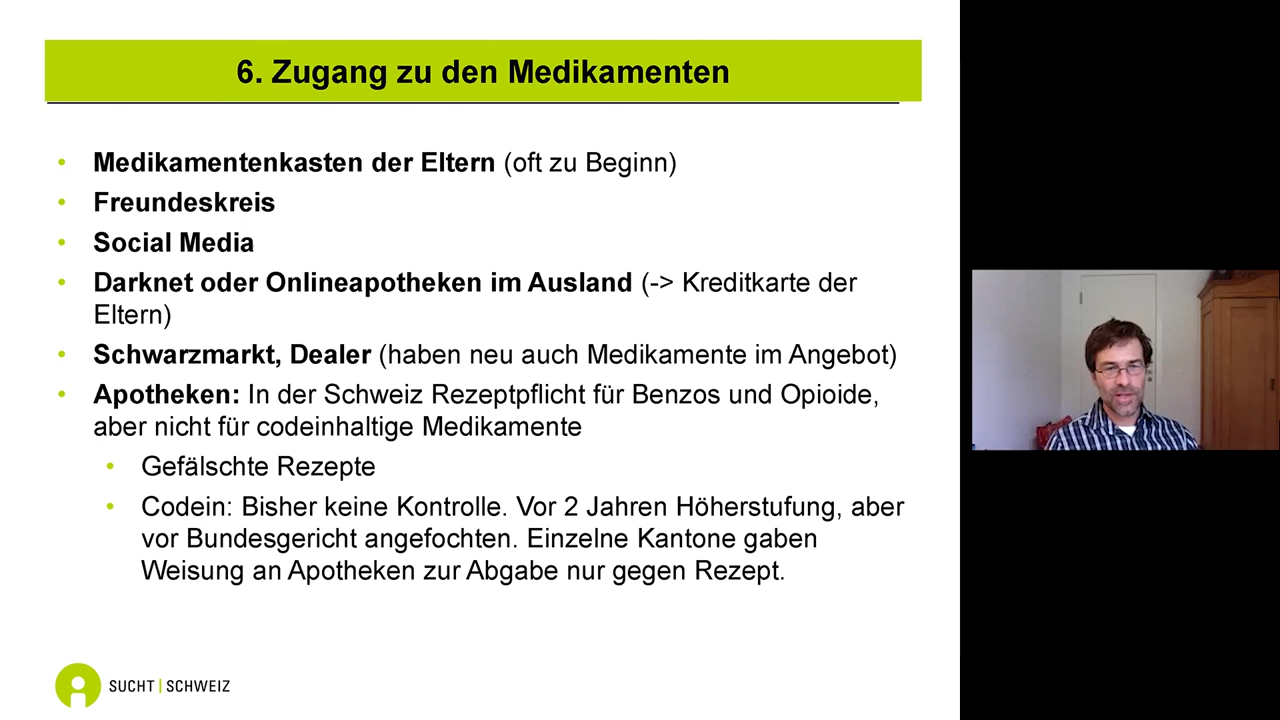 6. Zugang zu den Medikamenten
• Medikamentenkasten der Eltern (oft zu Beginn)
• Freundeskreis
• Social Media
• Darknet oder Onlineapotheken im Ausland (-> Kreditkarte der
Eltern)
• Schwarzmarkt, Dealer (haben neu auch Medikamente im Angebot)
• Apotheken: In der Schweiz Rezeptpflicht für Benzos und Opioide,
aber nicht für codeinhaltige Medikamente
• Gefälschte Rezepte
• Codein: Bisher keine Kontrolle. Vor 2 Jahren Höherstufung, aber
vor Bundesgericht angefochten. Einzelne Kantone gaben
Weisung an Apotheken zur Abgabe nur gegen Rezept.
SUCHT | SCHWEIZ